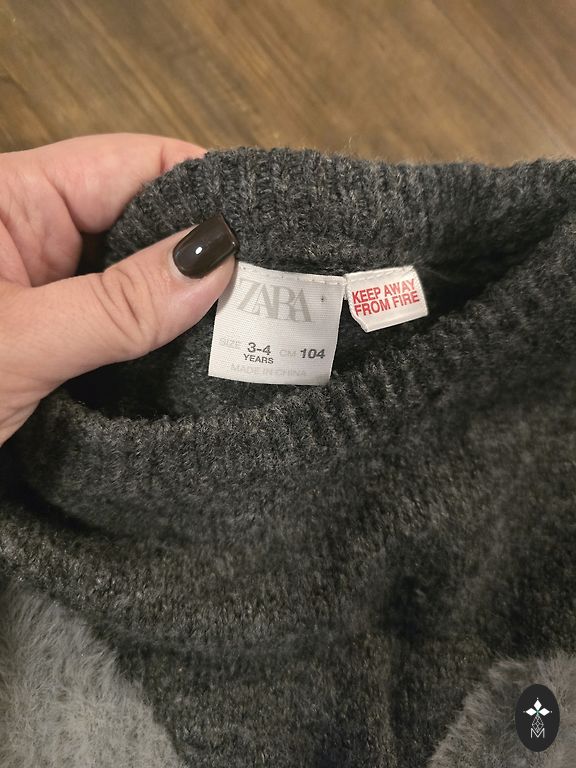 ZARA
SIZE 3-4 CM 104
YEARS
MADE IN CHINA
KEEP AWAY
FROM FIRE
M